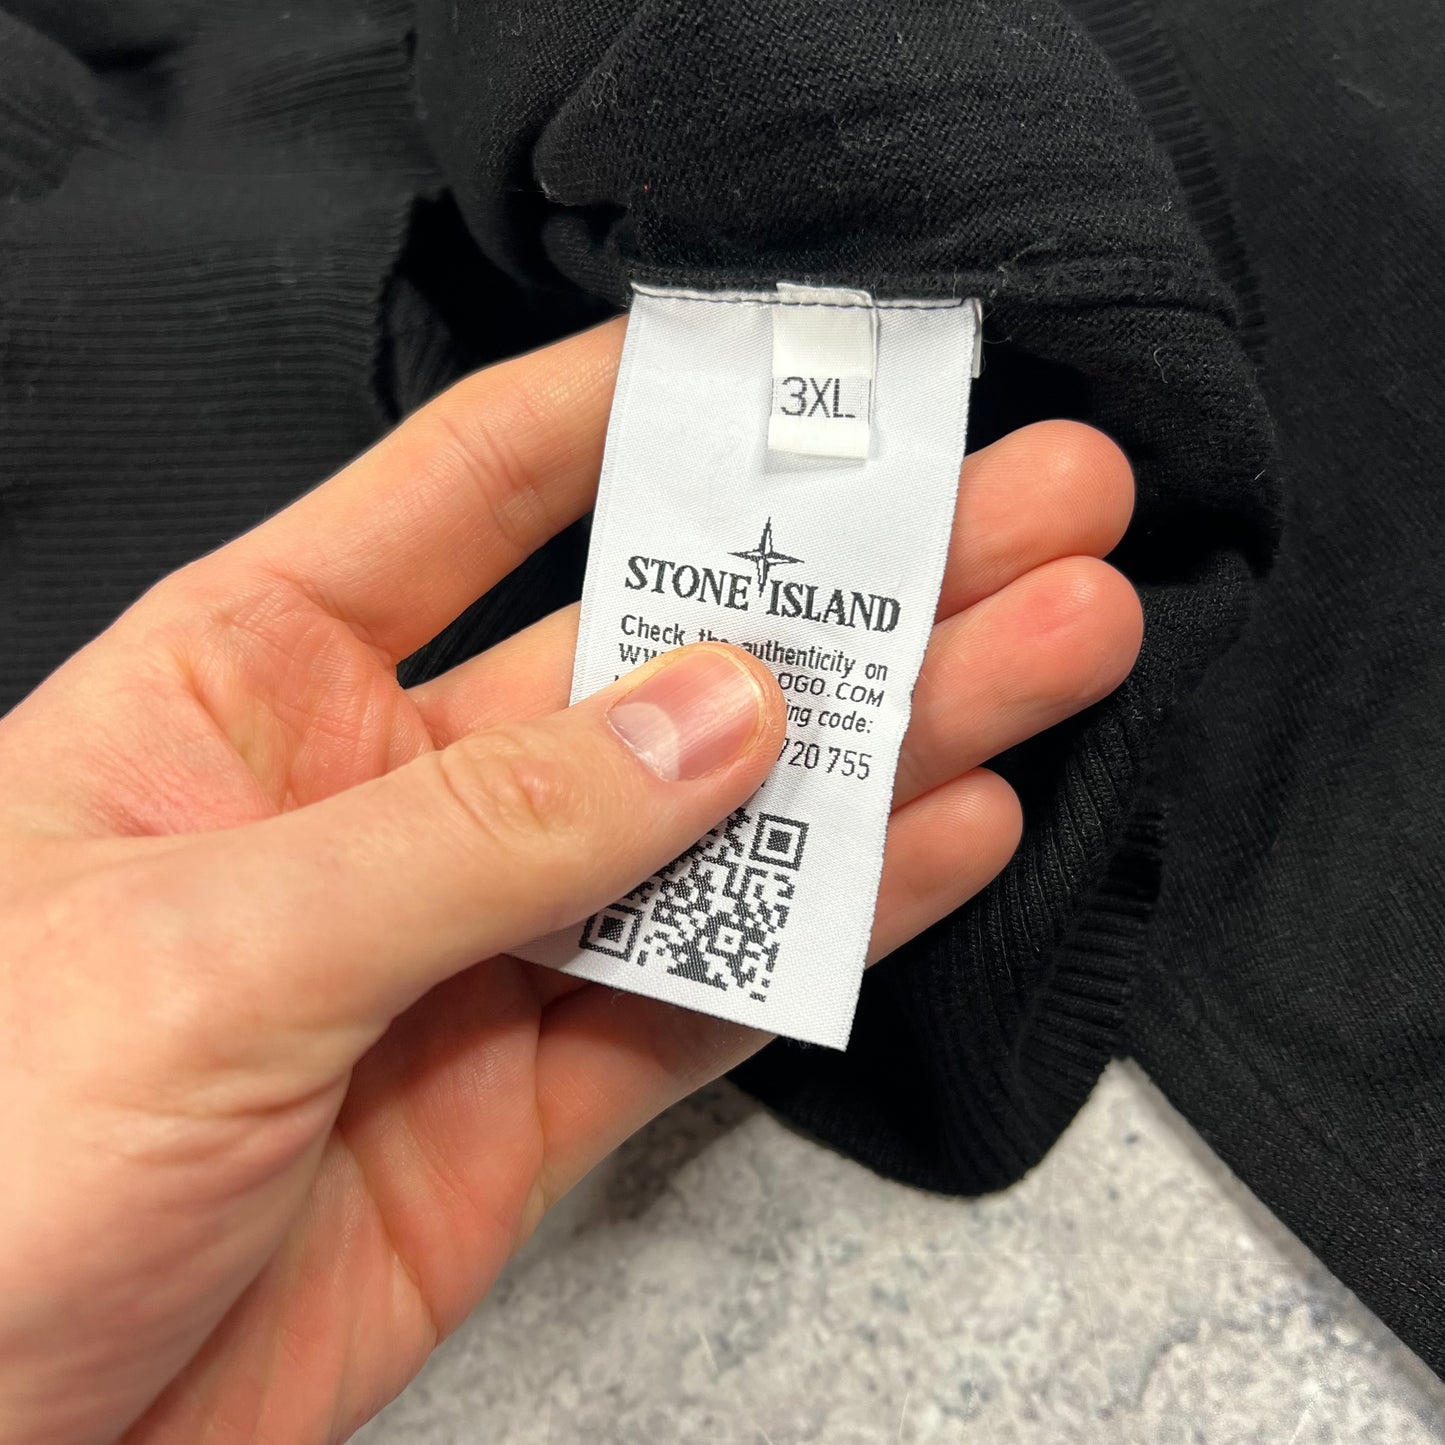 3XL
STONE ISLAND
Check the authenticity on
OGO.COM
ing code:
720 755